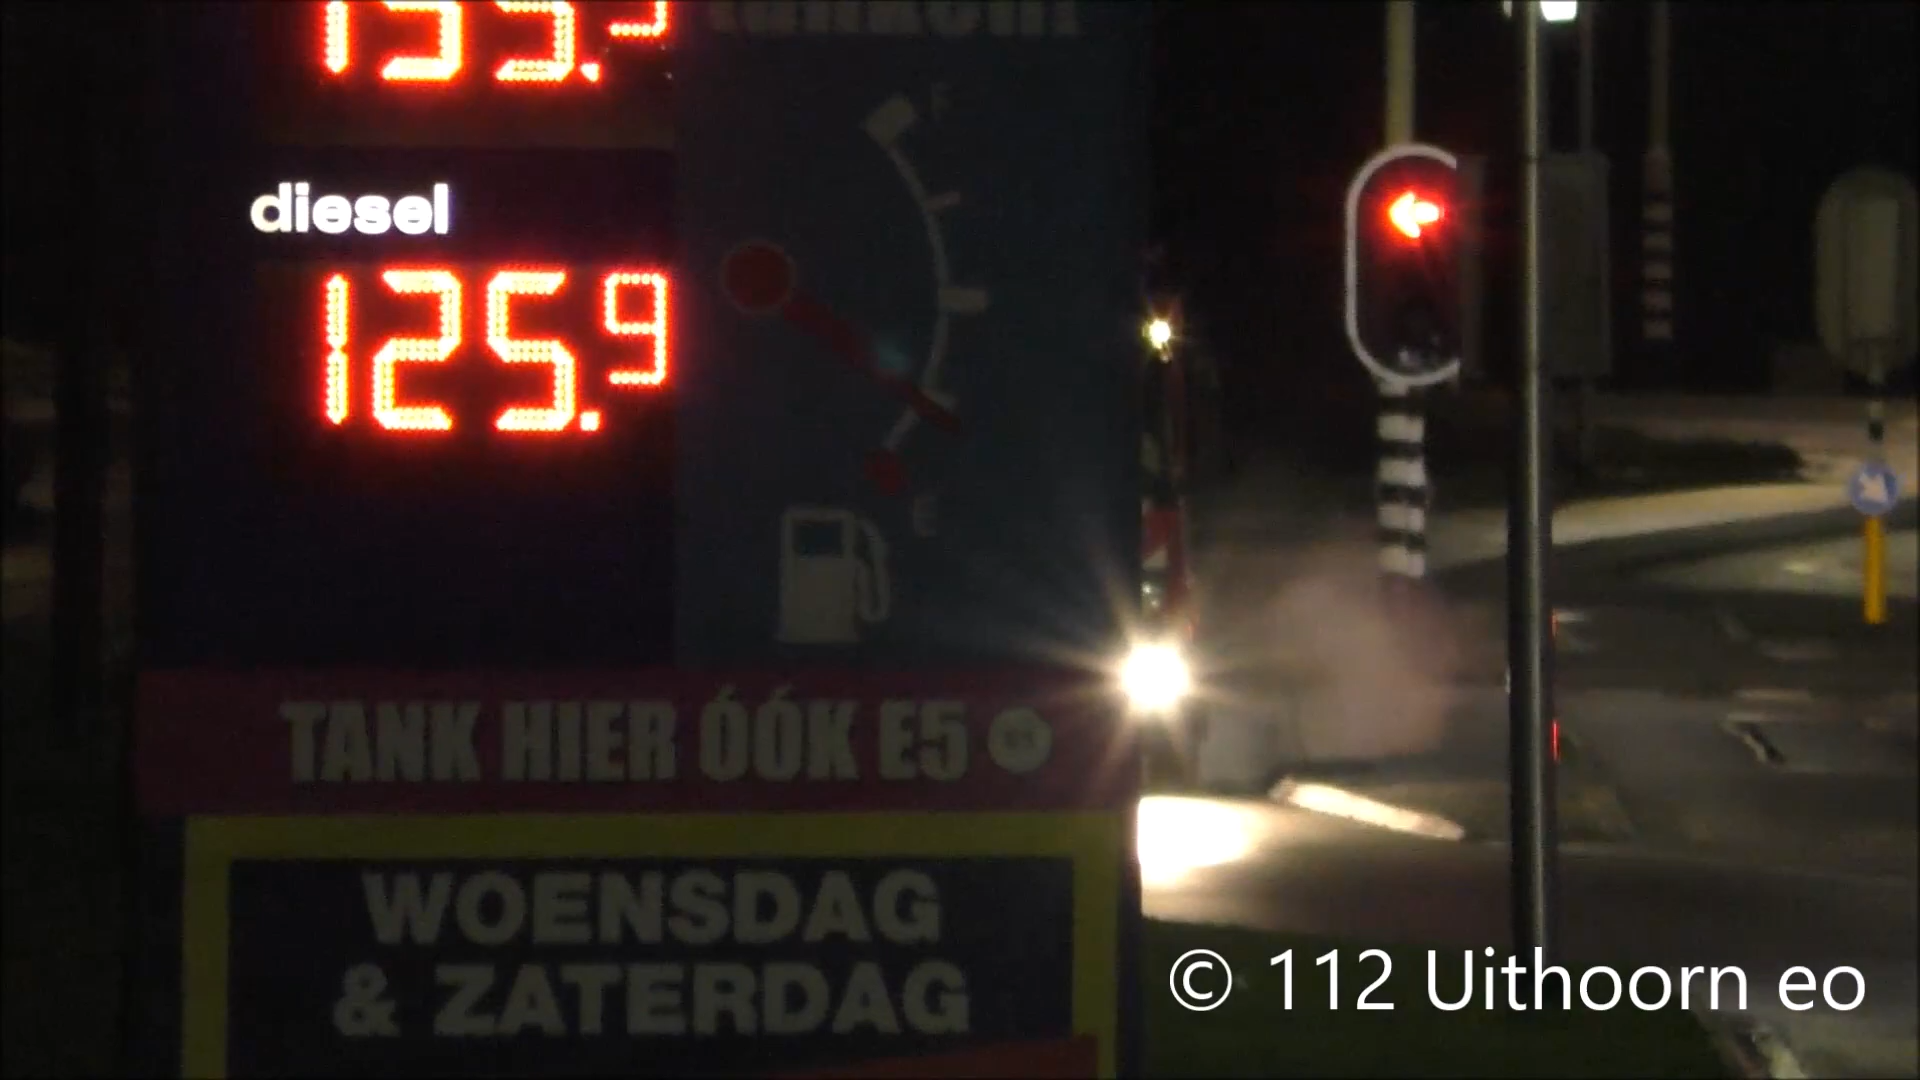 diesel
125.9
TANK HIER ÓÓK E5
WOENSDAG
& ZATERDAG
© 112 Uithoorn eo